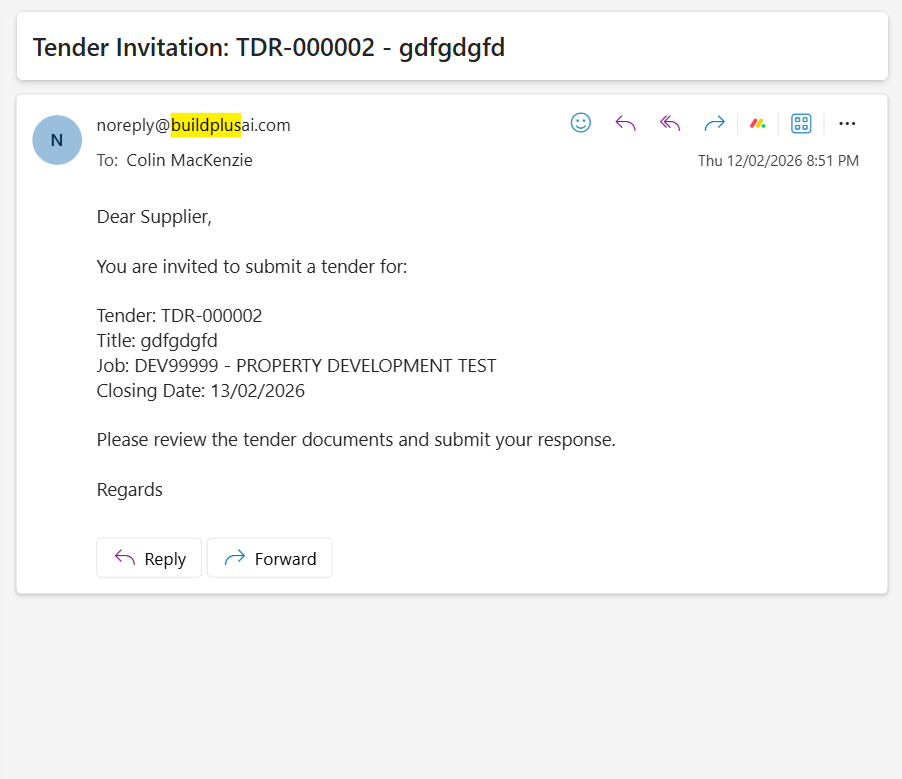 Tender Invitation: TDR-000002 - gdfgdgfd
N
noreply@buildplusai.com
To: Colin MacKenzie
Thu 12/02/2026 8:51 PM
Dear Supplier,
You are invited to submit a tender for:
Tender: TDR-000002
Title: gdfgdgfd
Job: DEV99999 - PROPERTY DEVELOPMENT TEST
Closing Date: 13/02/2026
Please review the tender documents and submit your response.
Regards
Reply Forward